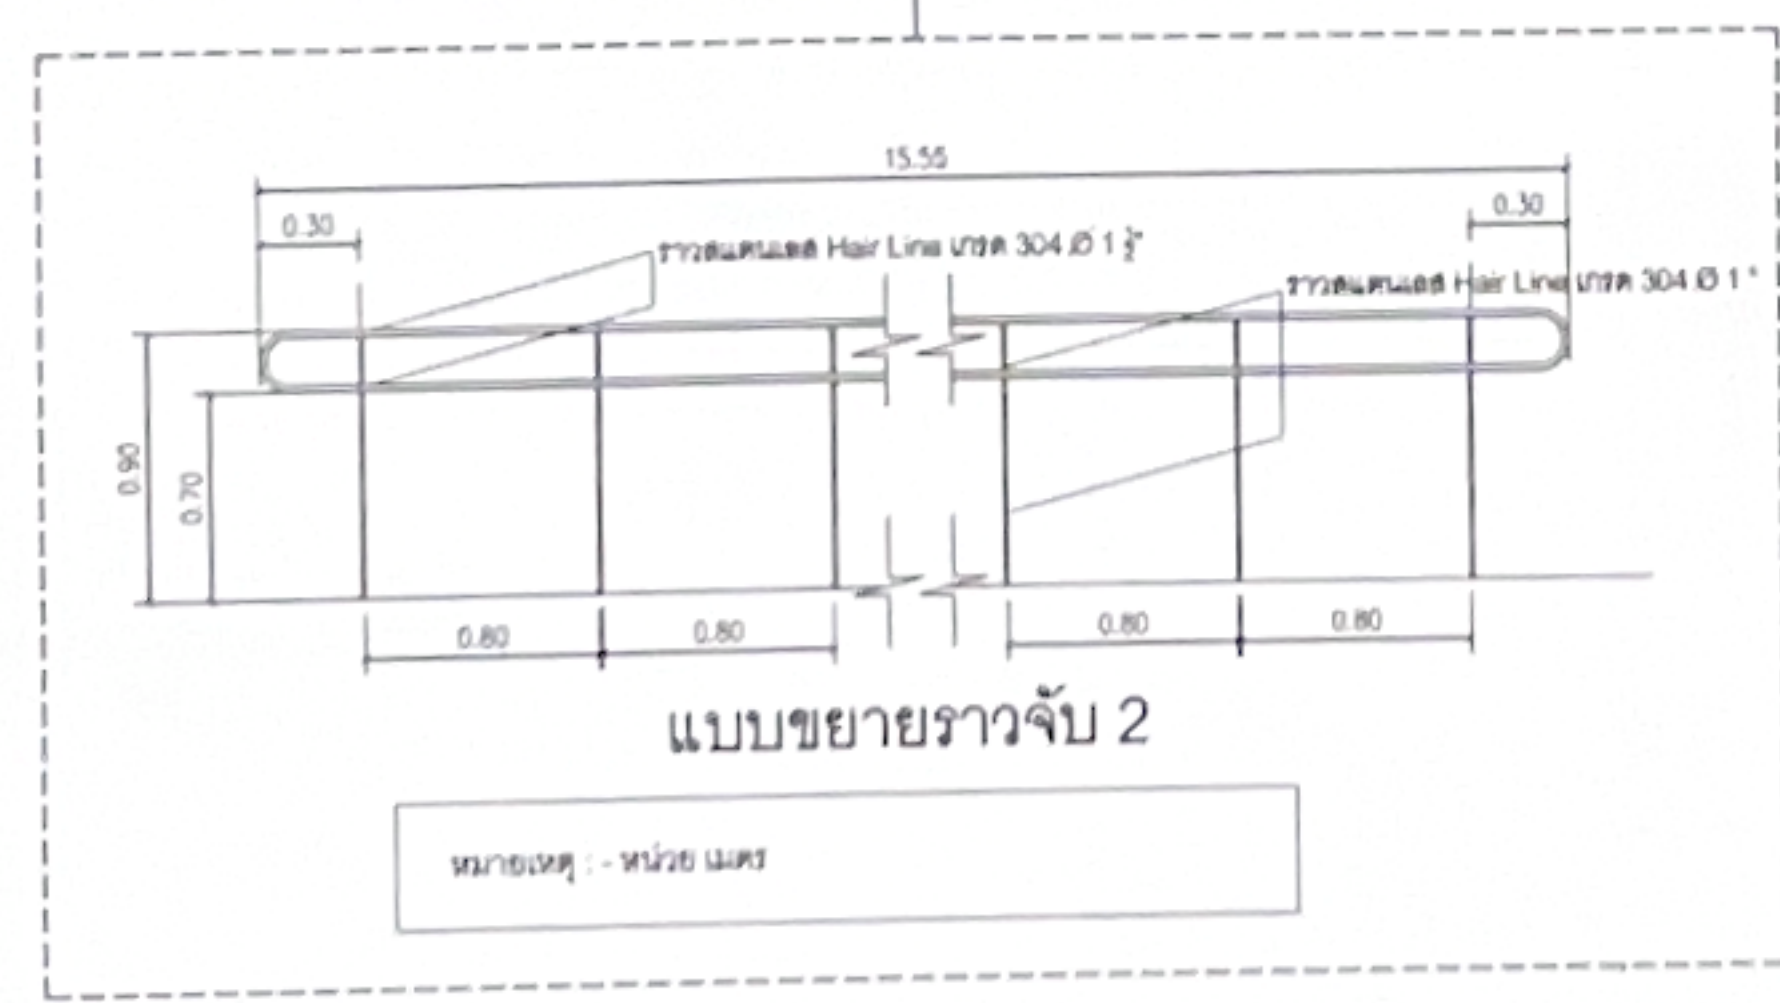 15.55
0.30
0.30
ราวสแตนเลส Hair Line เกรด 304 Ø 1 ½"
ราวสแตนเลส Hair Line เกรด 304 Ø 1 "
0.90
0.70
0.80
0.80
0.80
0.80
แบบขยายราวจับ 2
หมายเหตุ : - หน่วย เมตร